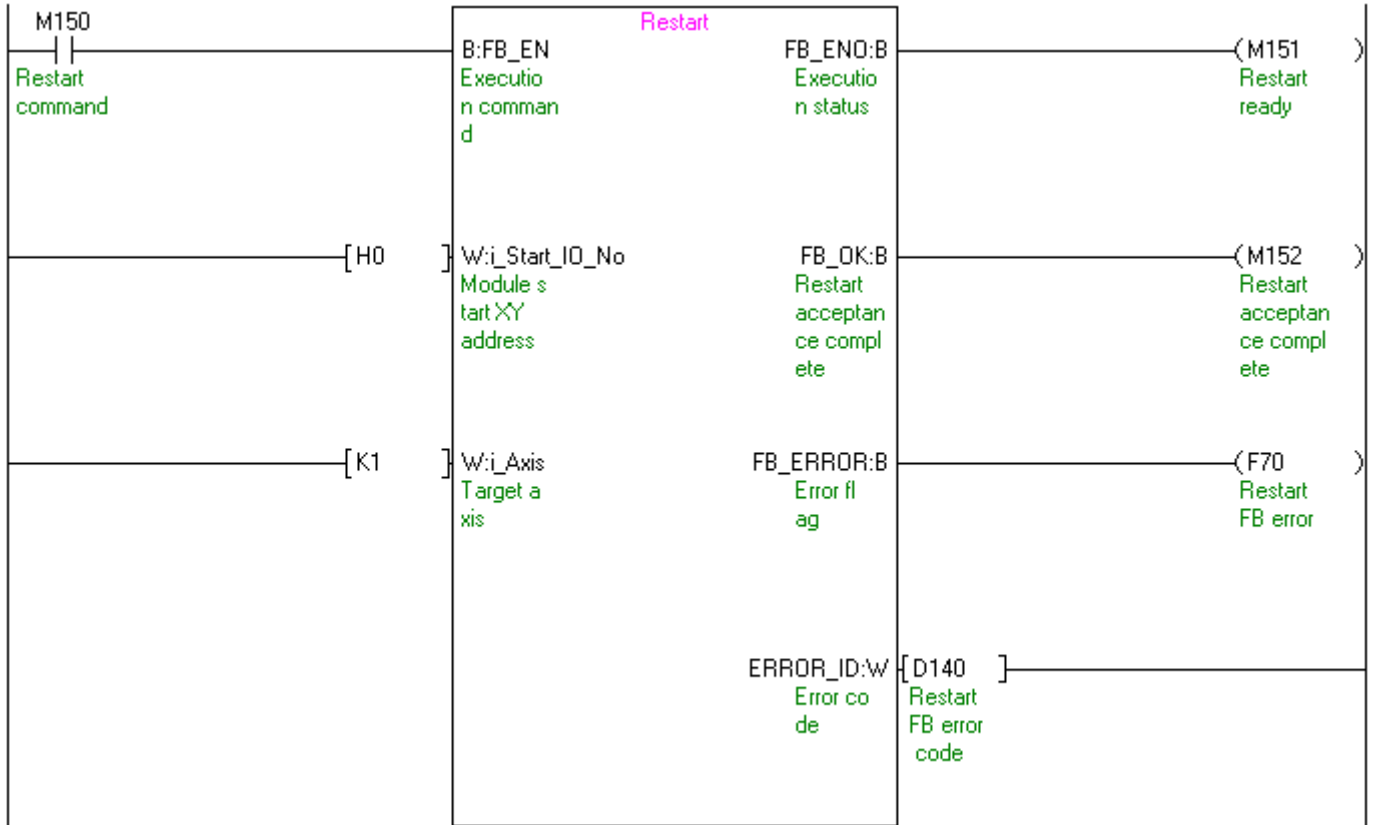 M150
Restart
command
Restart
B:FB_EN
Executio
n comman
d
FB_ENO:B
Executio
n status
(M151 )
Restart
ready
[H0 ]
W:i_Start_IO_No
Module s
tart XY
address
FB_OK:B
Restart
acceptan
ce compl
ete
(M152 )
Restart
acceptan
ce compl
ete
[K1 ]
W:i_Axis
Target a
xis
FB_ERROR:B
Error fl
ag
(F70 )
Restart
FB error
ERROR_ID:W
Error co
de
[D140 ]
Restart
FB error
code